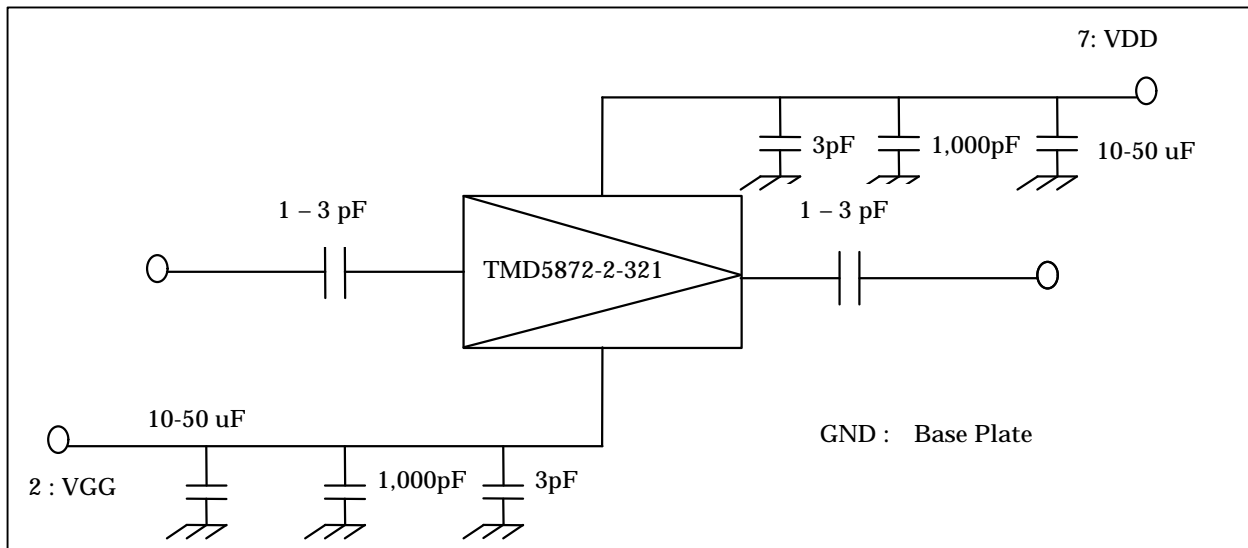 7: VDD
3pF
1,000pF
10-50 uF
1 – 3 pF
1 – 3 pF
TMD5872-2-321
10-50 uF
GND :   Base Plate
2 : VGG
1,000pF
3pF